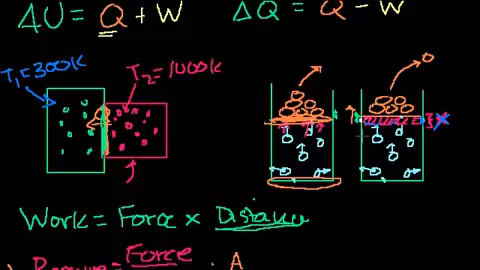 ΔU = Q + W
ΔQ = Q - W
T₁=300K
T₂=1000K
x
Work = Force x Distance
Pressure = Force · A